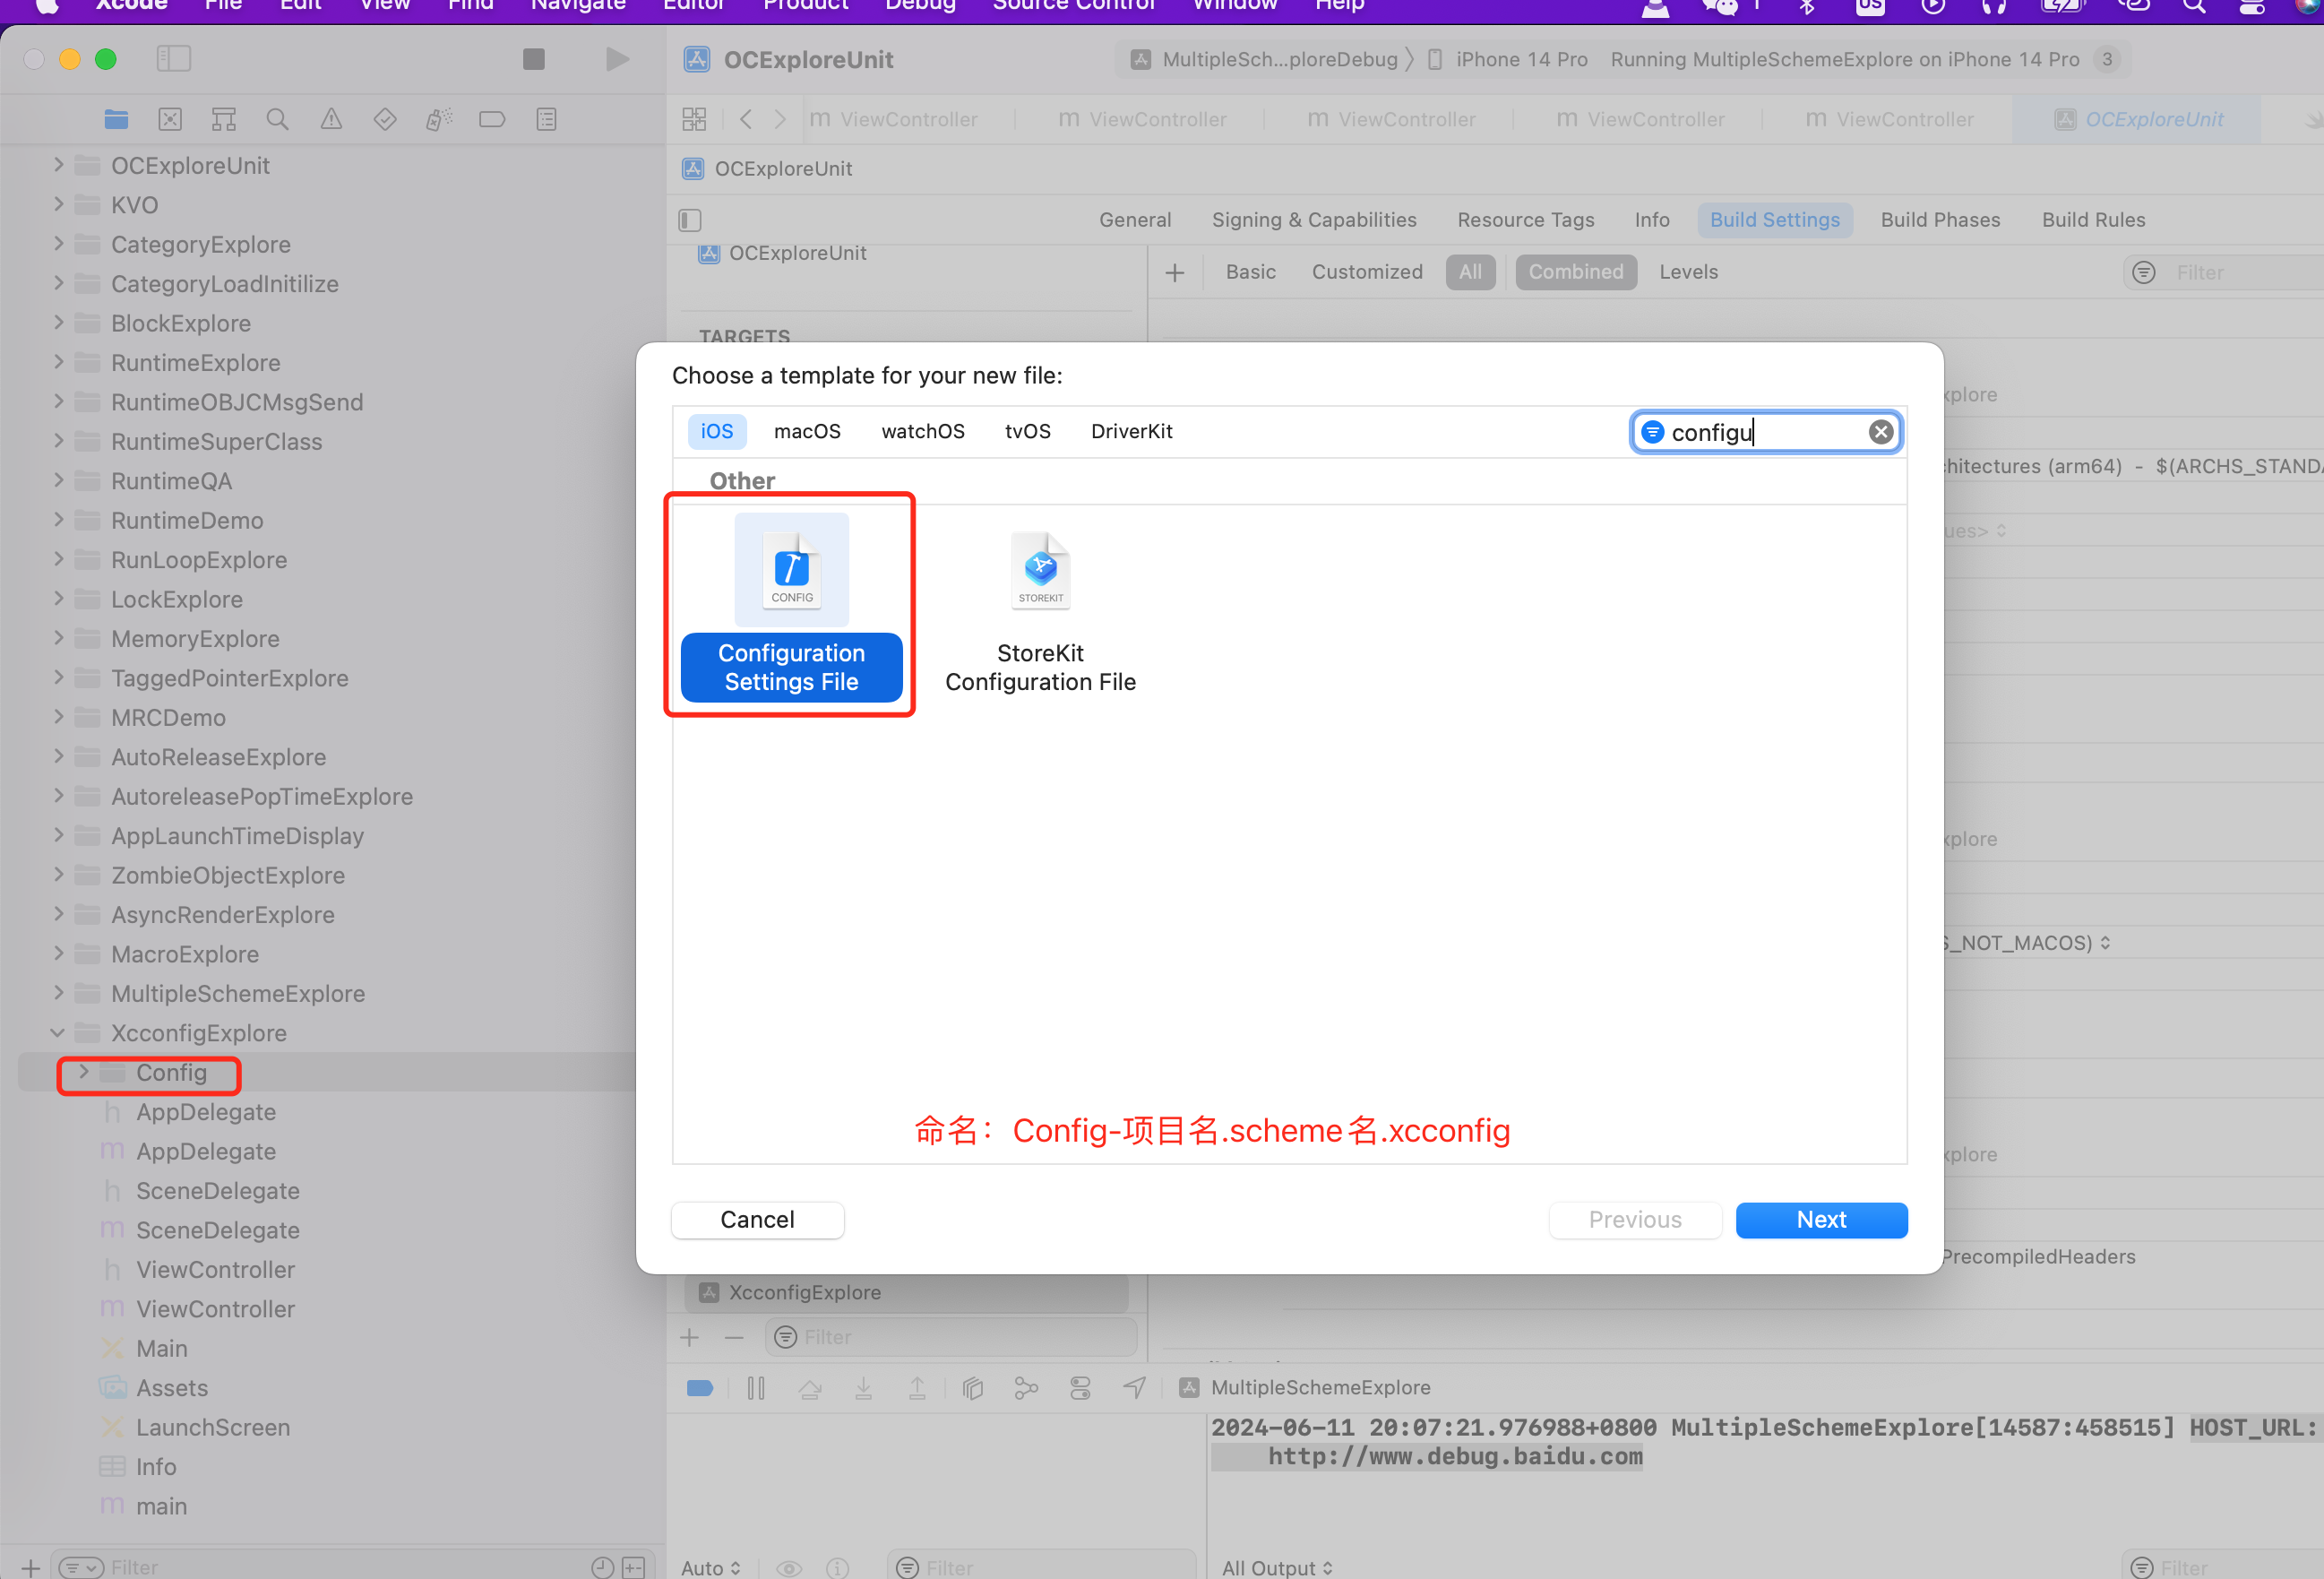 Xcode File Edit View Find Navigate Editor Product Debug Source Control Window Help
US
OCExploreUnit
MultipleSch...ploreDebug
iPhone 14 Pro
Running MultipleSchemeExplore on iPhone 14 Pro
3
m ViewController
m ViewController
m ViewController
m ViewController
m ViewController
OCExploreUnit
OCExploreUnit
General
Signing & Capabilities
Resource Tags
Info
Build Settings
Build Phases
Build Rules
OCExploreUnit
TARGETS
Basic
Customized
All
Combined
Levels
Filter
OCExploreUnit
KVO
CategoryExplore
CategoryLoadInitilize
BlockExplore
RuntimeExplore
RuntimeOBJCMsgSend
RuntimeSuperClass
RuntimeQA
RuntimeDemo
RunLoopExplore
LockExplore
MemoryExplore
TaggedPointerExplore
MRCDemo
AutoReleaseExplore
AutoreleasePopTimeExplore
AppLaunchTimeDisplay
ZombieObjectExplore
AsyncRenderExplore
MacroExplore
MultipleSchemeExplore
XcconfigExplore
Config
h AppDelegate
m AppDelegate
h SceneDelegate
m SceneDelegate
h ViewController
m ViewController
Main
Assets
LaunchScreen
Info
m main
Filter
Choose a template for your new file:
iOS
macOS
watchOS
tvOS
DriverKit
configu
Other
CONFIG
Configuration
Settings File
STOREKIT
StoreKit
Configuration File
命名：Config-项目名.scheme名.xcconfig
Cancel
Previous
Next
xplore
hitectures (arm64) - $(ARCHS_STANDA
ues>
xplore
S_NOT_MACOS)
xplore
PrecompiledHeaders
XcconfigExplore
Filter
MultipleSchemeExplore
2024-06-11 20:07:21.976988+0800 MultipleSchemeExplore[14587:458515] HOST_URL:
http://www.debug.baidu.com
Auto
Filter
All Output
Filter